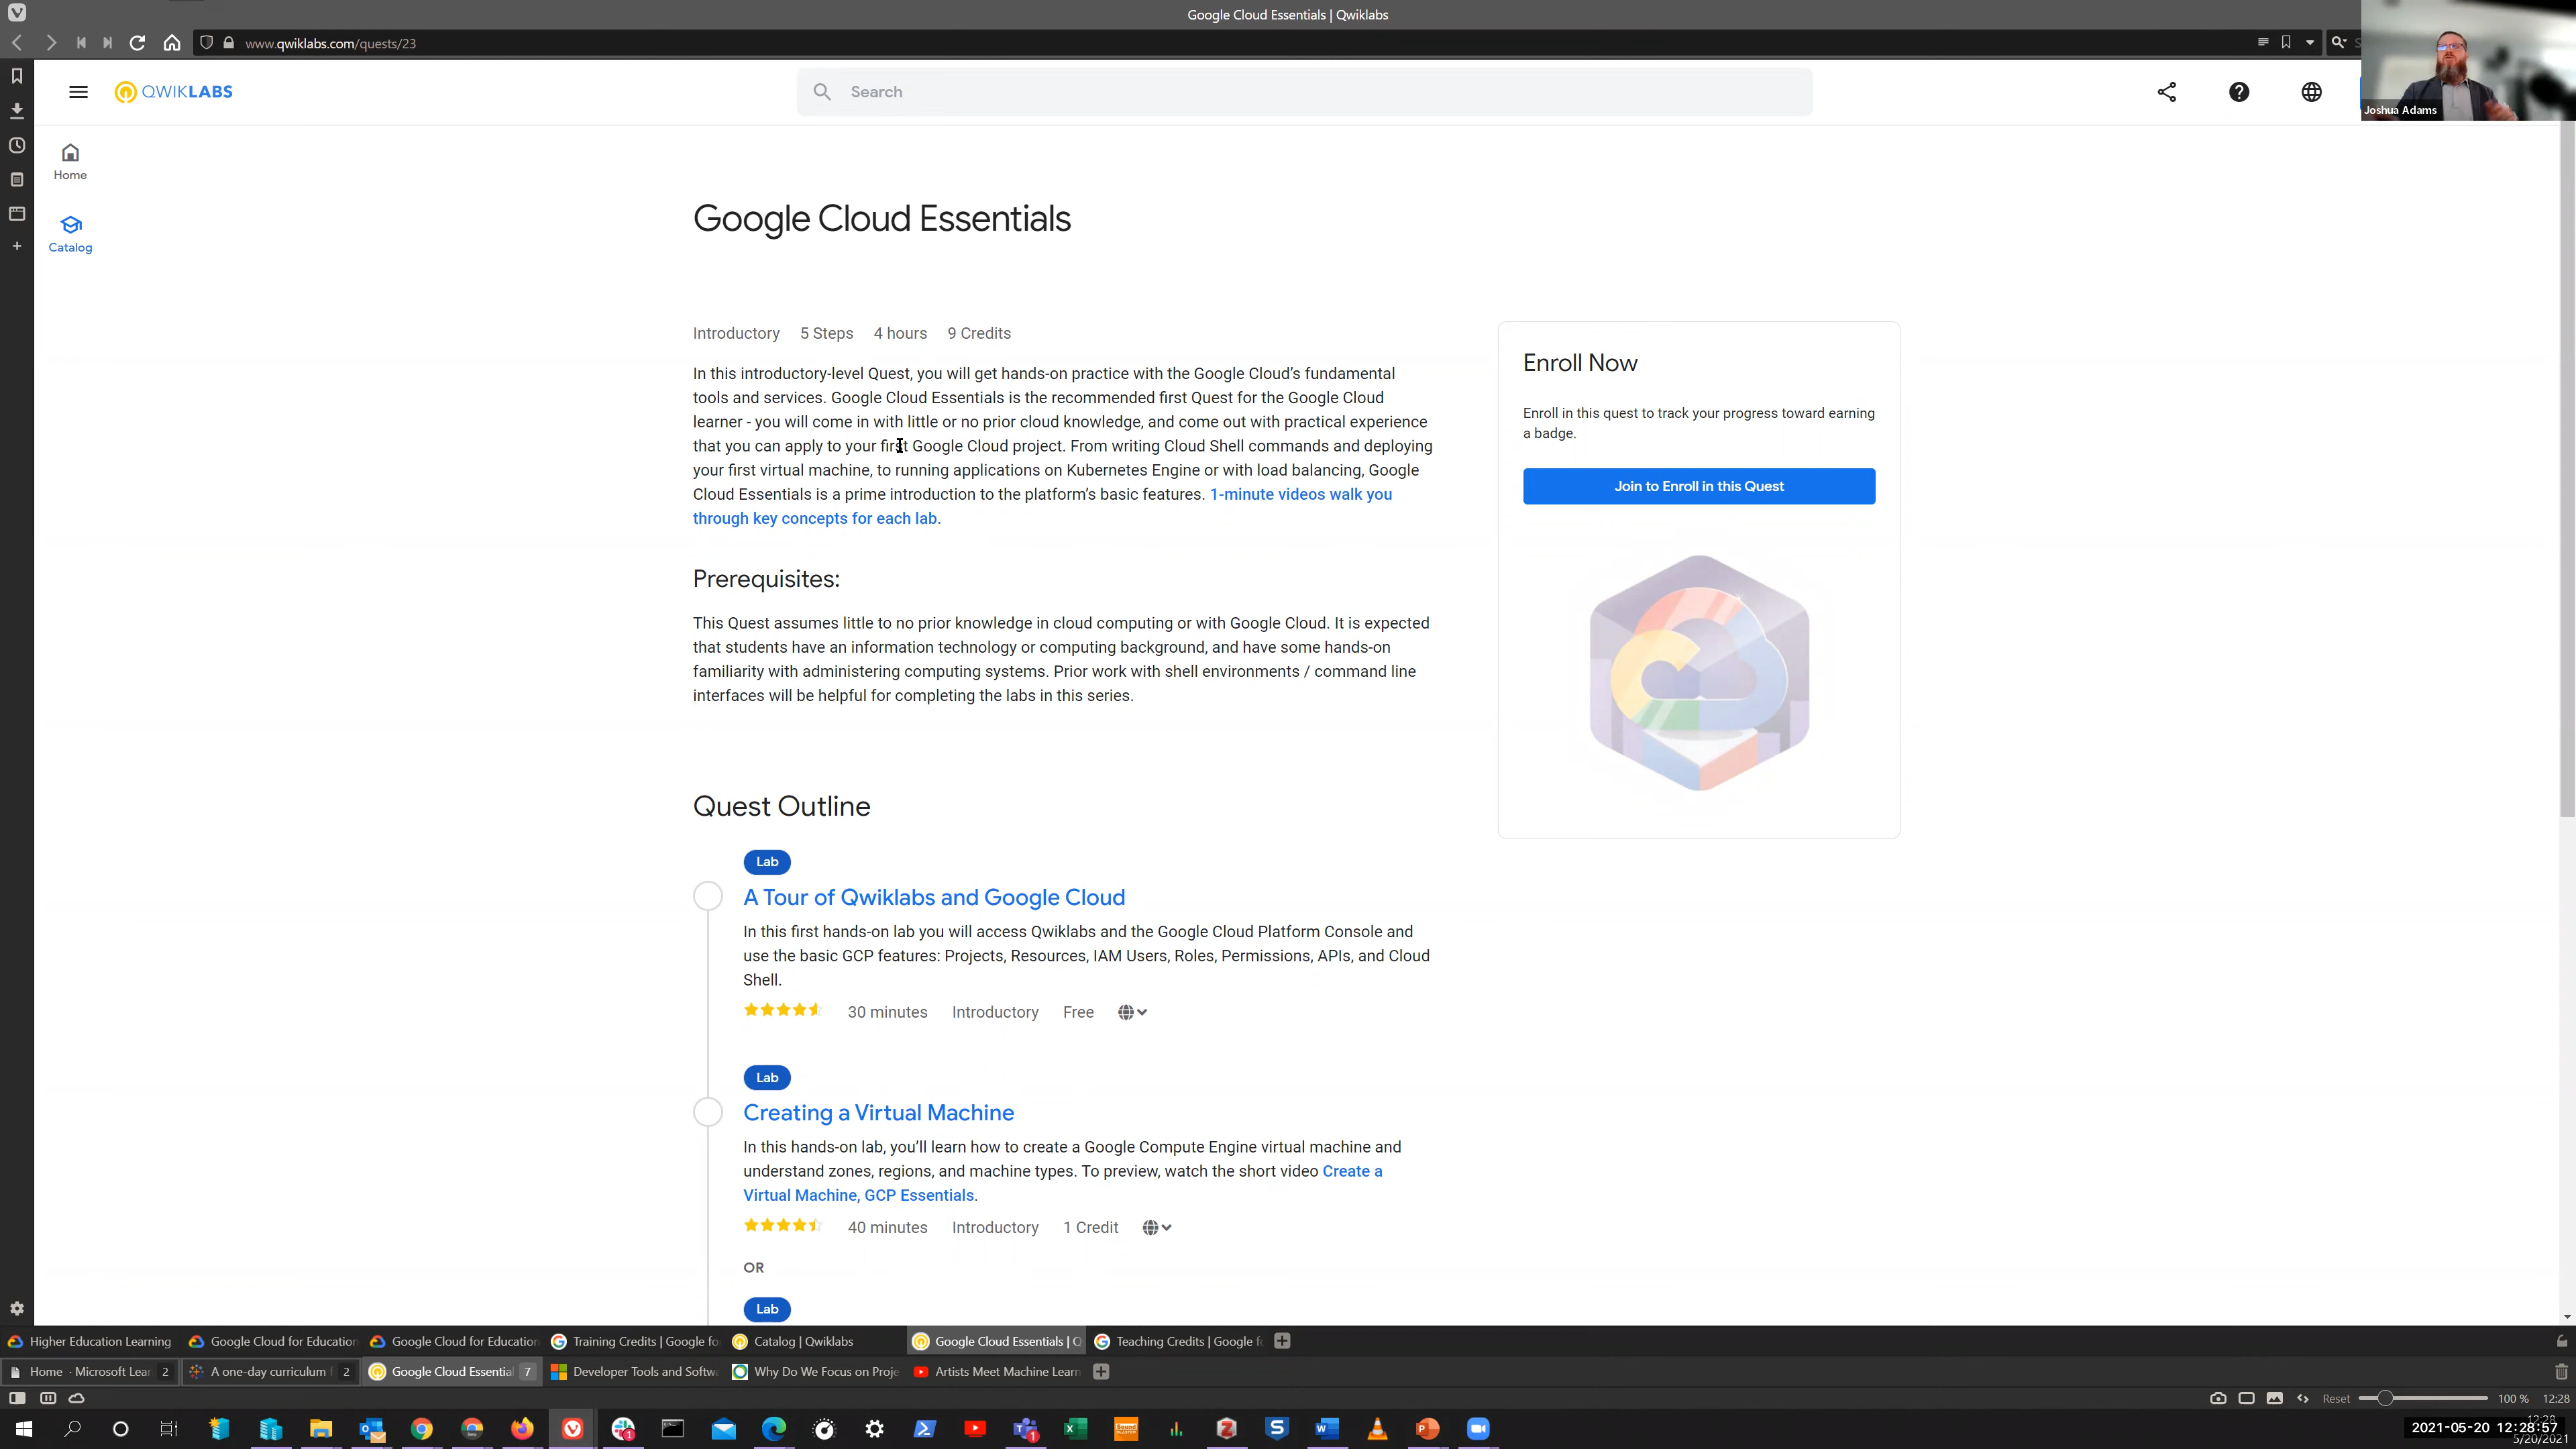 Google Cloud Essentials | Qwiklabs
www.qwiklabs.com/quests/23
QWIKLABS
Search
Joshua Adams
Home
Catalog
Google Cloud Essentials
Introductory 5 Steps 4 hours 9 Credits
In this introductory-level Quest, you will get hands-on practice with the Google Cloud's fundamental
tools and services. Google Cloud Essentials is the recommended first Quest for the Google Cloud
learner - you will come in with little or no prior cloud knowledge, and come out with practical experience
that you can apply to your first Google Cloud project. From writing Cloud Shell commands and deploying
your first virtual machine, to running applications on Kubernetes Engine or with load balancing, Google
Cloud Essentials is a prime introduction to the platform's basic features. 1-minute videos walk you
through key concepts for each lab.
Enroll Now
Enroll in this quest to track your progress toward earning
a badge.
Join to Enroll in this Quest
Prerequisites:
This Quest assumes little to no prior knowledge in cloud computing or with Google Cloud. It is expected
that students have an information technology or computing background, and have some hands-on
familiarity with administering computing systems. Prior work with shell environments / command line
interfaces will be helpful for completing the labs in this series.
Quest Outline
Lab
A Tour of Qwiklabs and Google Cloud
In this first hands-on lab you will access Qwiklabs and the Google Cloud Platform Console and
use the basic GCP features: Projects, Resources, IAM Users, Roles, Permissions, APIs, and Cloud
Shell.
30 minutes Introductory Free
Lab
Creating a Virtual Machine
In this hands-on lab, you'll learn how to create a Google Compute Engine virtual machine and
understand zones, regions, and machine types. To preview, watch the short video Create a
Virtual Machine, GCP Essentials.
40 minutes Introductory 1 Credit
OR
Lab
Higher Education Learning Google Cloud for Education Google Cloud for Education Training Credits | Google fo Catalog | Qwiklabs Google Cloud Essentials | Q Teaching Credits | Google f
Home - Microsoft Lear 2 A one-day curriculum f 2 Google Cloud Essential 7 Developer Tools and Softw Why Do We Focus on Proje Artists Meet Machine Learn
Reset 100 % 12:28
2021-05-20 12:28:57
5/20/2021